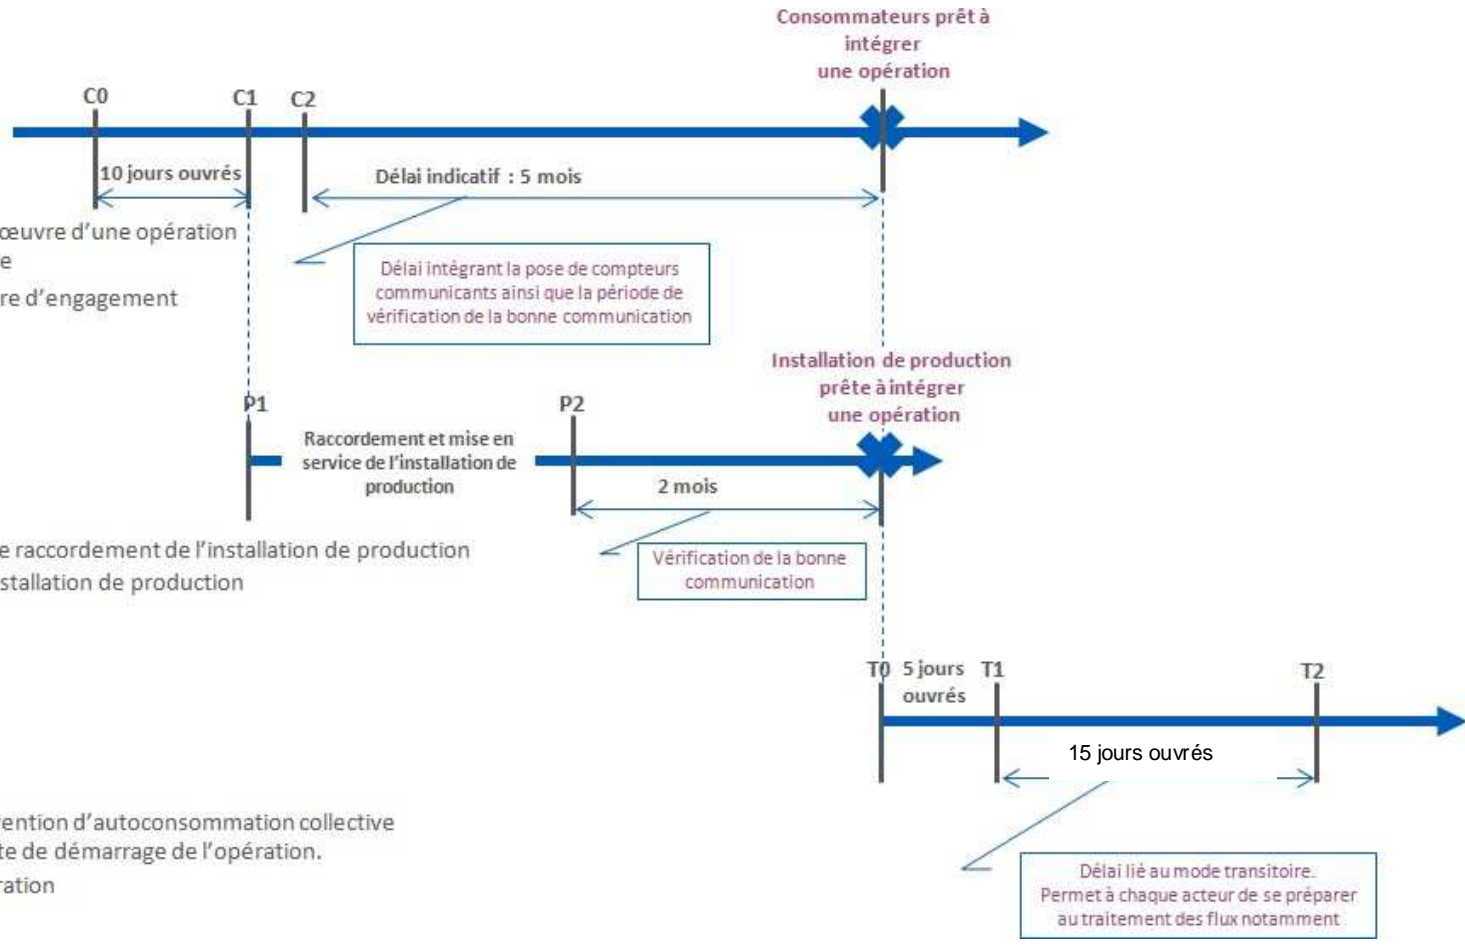 Consommateurs prêt à
intégrer
une opération
C0
C1
C2
10 jours ouvrés
Délai indicatif : 5 mois
œuvre d'une opération
e
re d'engagement
Délai intégrant la pose de compteurs
communicants ainsi que la période de
vérification de la bonne communication
Installation de production
prête à intégrer
une opération
P1
P2
Raccordement et mise en
service de l'installation de
production
2 mois
e raccordement de l'installation de production
stallation de production
Vérification de la bonne
communication
T0
5 jours
ouvrés
T1
T2
15 jours ouvrés
ention d'autoconsommation collective
te de démarrage de l'opération.
ration
Délai lié au mode transitoire.
Permet à chaque acteur de se préparer
au traitement des flux notamment